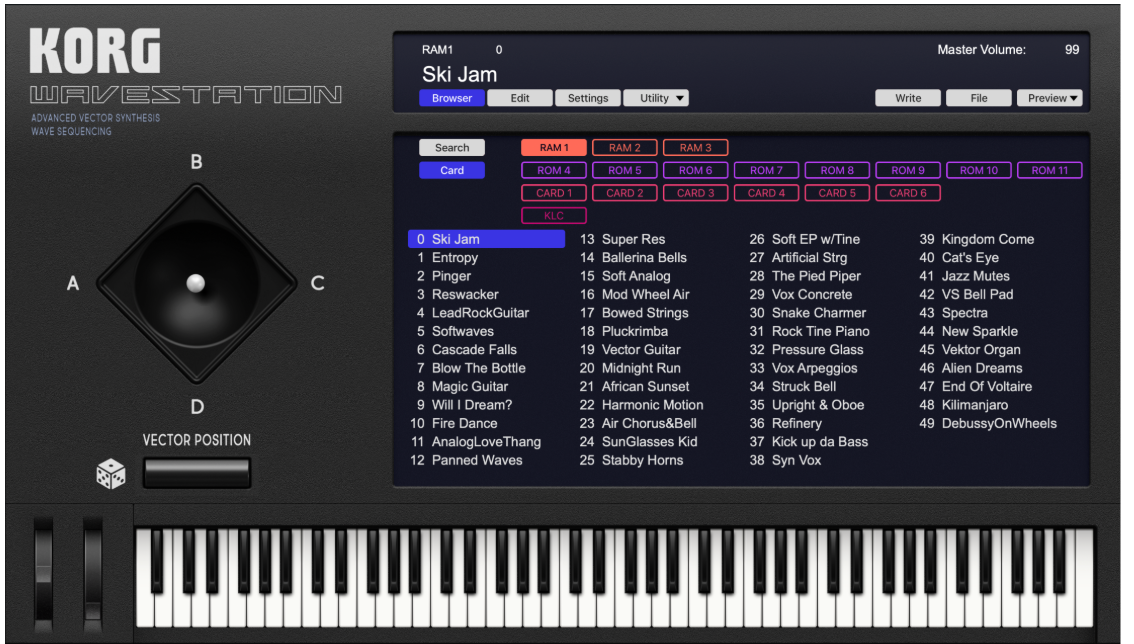 KORG
WAVESTATION
ADVANCED VECTOR SYNTHESIS
WAVE SEQUENCING
B
A
C
D
VECTOR POSITION
RAM1 0 Master Volume: 99
Ski Jam
Browser Edit Settings Utility ▼ Write File Preview ▼
Search RAM 1 RAM 2 RAM 3
Card ROM 4 ROM 5 ROM 6 ROM 7 ROM 8 ROM 9 ROM 10 ROM 11
CARD 1 CARD 2 CARD 3 CARD 4 CARD 5 CARD 6
KLC
0 Ski Jam 13 Super Res 26 Soft EP w/Tine 39 Kingdom Come
1 Entropy 14 Ballerina Bells 27 Artificial Strg 40 Cat's Eye
2 Pinger 15 Soft Analog 28 The Pied Piper 41 Jazz Mutes
3 Reswacker 16 Mod Wheel Air 29 Vox Concrete 42 VS Bell Pad
4 LeadRockGuitar 17 Bowed Strings 30 Snake Charmer 43 Spectra
5 Softwaves 18 Pluckrimba 31 Rock Tine Piano 44 New Sparkle
6 Cascade Falls 19 Vector Guitar 32 Pressure Glass 45 Vektor Organ
7 Blow The Bottle 20 Midnight Run 33 Vox Arpeggios 46 Alien Dreams
8 Magic Guitar 21 African Sunset 34 Struck Bell 47 End Of Voltaire
9 Will I Dream? 22 Harmonic Motion 35 Upright & Oboe 48 Kilimanjaro
10 Fire Dance 23 Air Chorus&Bell 36 Refinery 49 DebussyOnWheels
11 AnalogLoveThang 24 SunGlasses Kid 37 Kick up da Bass
12 Panned Waves 25 Stabby Horns 38 Syn Vox